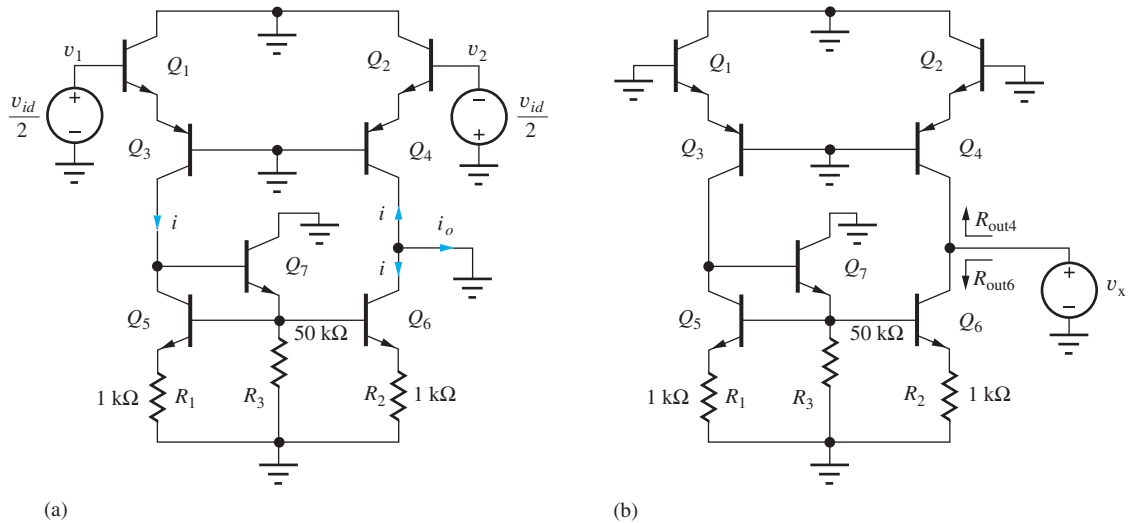 v1
v2
Q1
Q2
vid/2
+
−
−
+
vid/2
Q3
Q4
i
i
io
i
Q7
Q5
Q6
50 kΩ
1 kΩ
R1
R3
R2
1 kΩ
(a)
Q1
Q2
Q3
Q4
Rout4
Q7
Rout6
+
−
vx
Q5
Q6
50 kΩ
1 kΩ
R1
R3
R2
1 kΩ
(b)